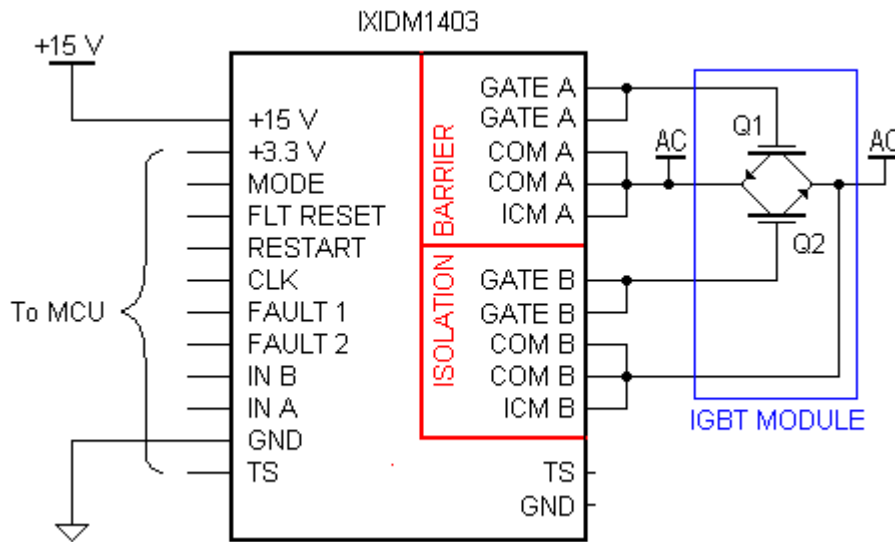 IXIDM1403
+15 V
+15 V
+3.3 V
MODE
FLT RESET
RESTART
CLK
FAULT 1
FAULT 2
IN B
IN A
GND
TS
To MCU
ISOLATION BARRIER
GATE A
GATE A
COM A
COM A
ICM A
GATE B
GATE B
COM B
COM B
ICM B
TS
GND
AC
Q1
Q2
AC
IGBT MODULE